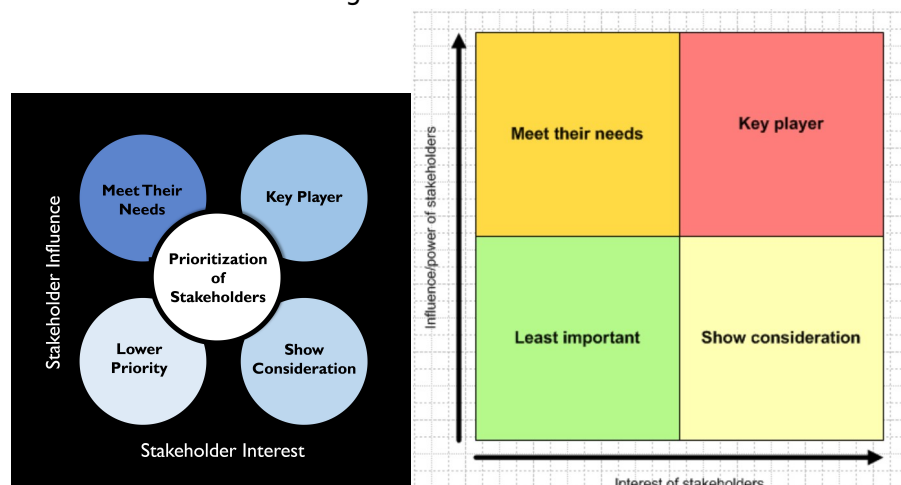 Meet Their
Needs
Key Player
Prioritization
of
Stakeholders
Lower
Priority
Show
Consideration
Stakeholder Influence
Stakeholder Interest
Influence/power of stakeholders
Meet their needs
Key player
Least important
Show consideration
Interest of stakeholders